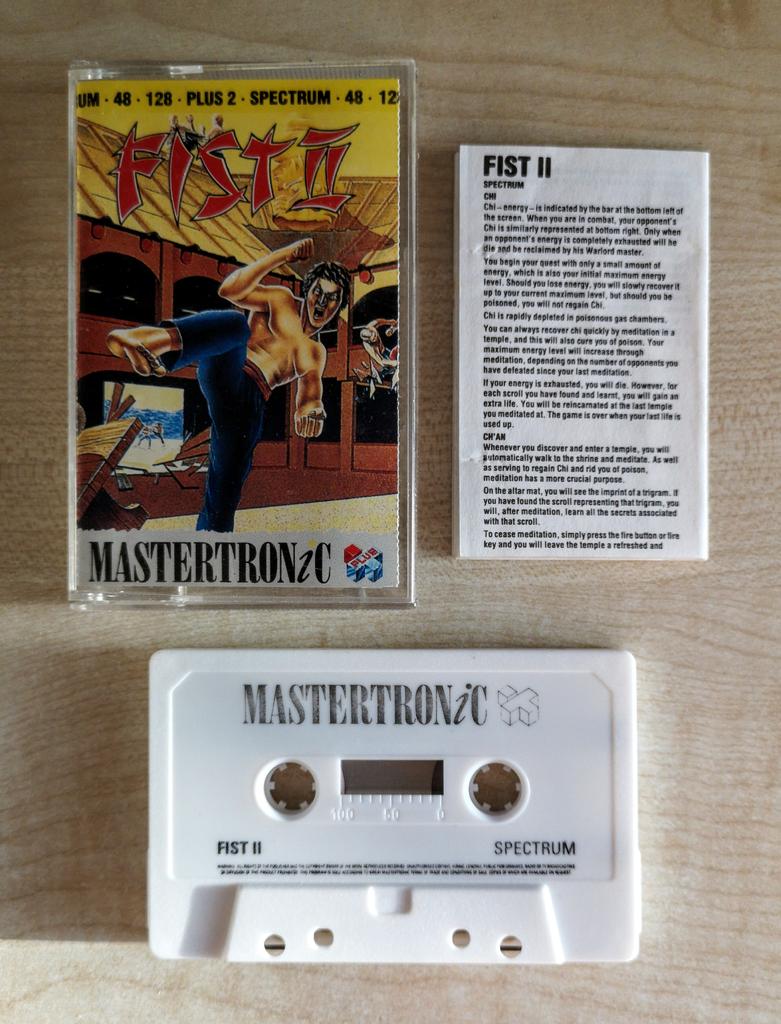 UM · 48 · 128 · PLUS 2 · SPECTRUM · 48 · 12
FIST II
MASTERTRONiC
PLUS
FIST II
SPECTRUM
CHI
Chi – energy – is indicated by the bar at the bottom left of
the screen. When you are in combat, your opponent's
Chi is similarly represented at bottom right. Only when
an opponent's energy is completely exhausted will he
die and be reclaimed by his Warlord master.
You begin your quest with only a small amount of
energy, which is also your initial maximum energy
level. Should you lose energy, you will slowly recover it
up to your current maximum level, but should you be
poisoned, you will not regain Chi.
Chi is rapidly depleted in poisonous gas chambers.
You can always recover chi quickly by meditation in a
temple, and this will also cure you of poison. Your
maximum energy level will increase through
meditation, depending on the number of opponents you
have defeated since your last meditation.
If your energy is exhausted, you will die. However, for
each scroll you have found and learnt, you will gain an
extra life. You will be reincarnated at the last temple
you meditated at. The game is over when your last life is
used up.
CH'AN
Whenever you discover and enter a temple, you will
automatically walk to the shrine and meditate. As well
as serving to regain Chi and rid you of poison,
meditation has a more crucial purpose.
On the altar mat, you will see the imprint of a trigram. If
you have found the scroll representing that trigram, you
will, after meditation, learn all the secrets associated
with that scroll.
To cease meditation, simply press the fire button or fire
key and you will leave the temple a refreshed and
MASTERTRONiC
100 50 0
FIST II SPECTRUM